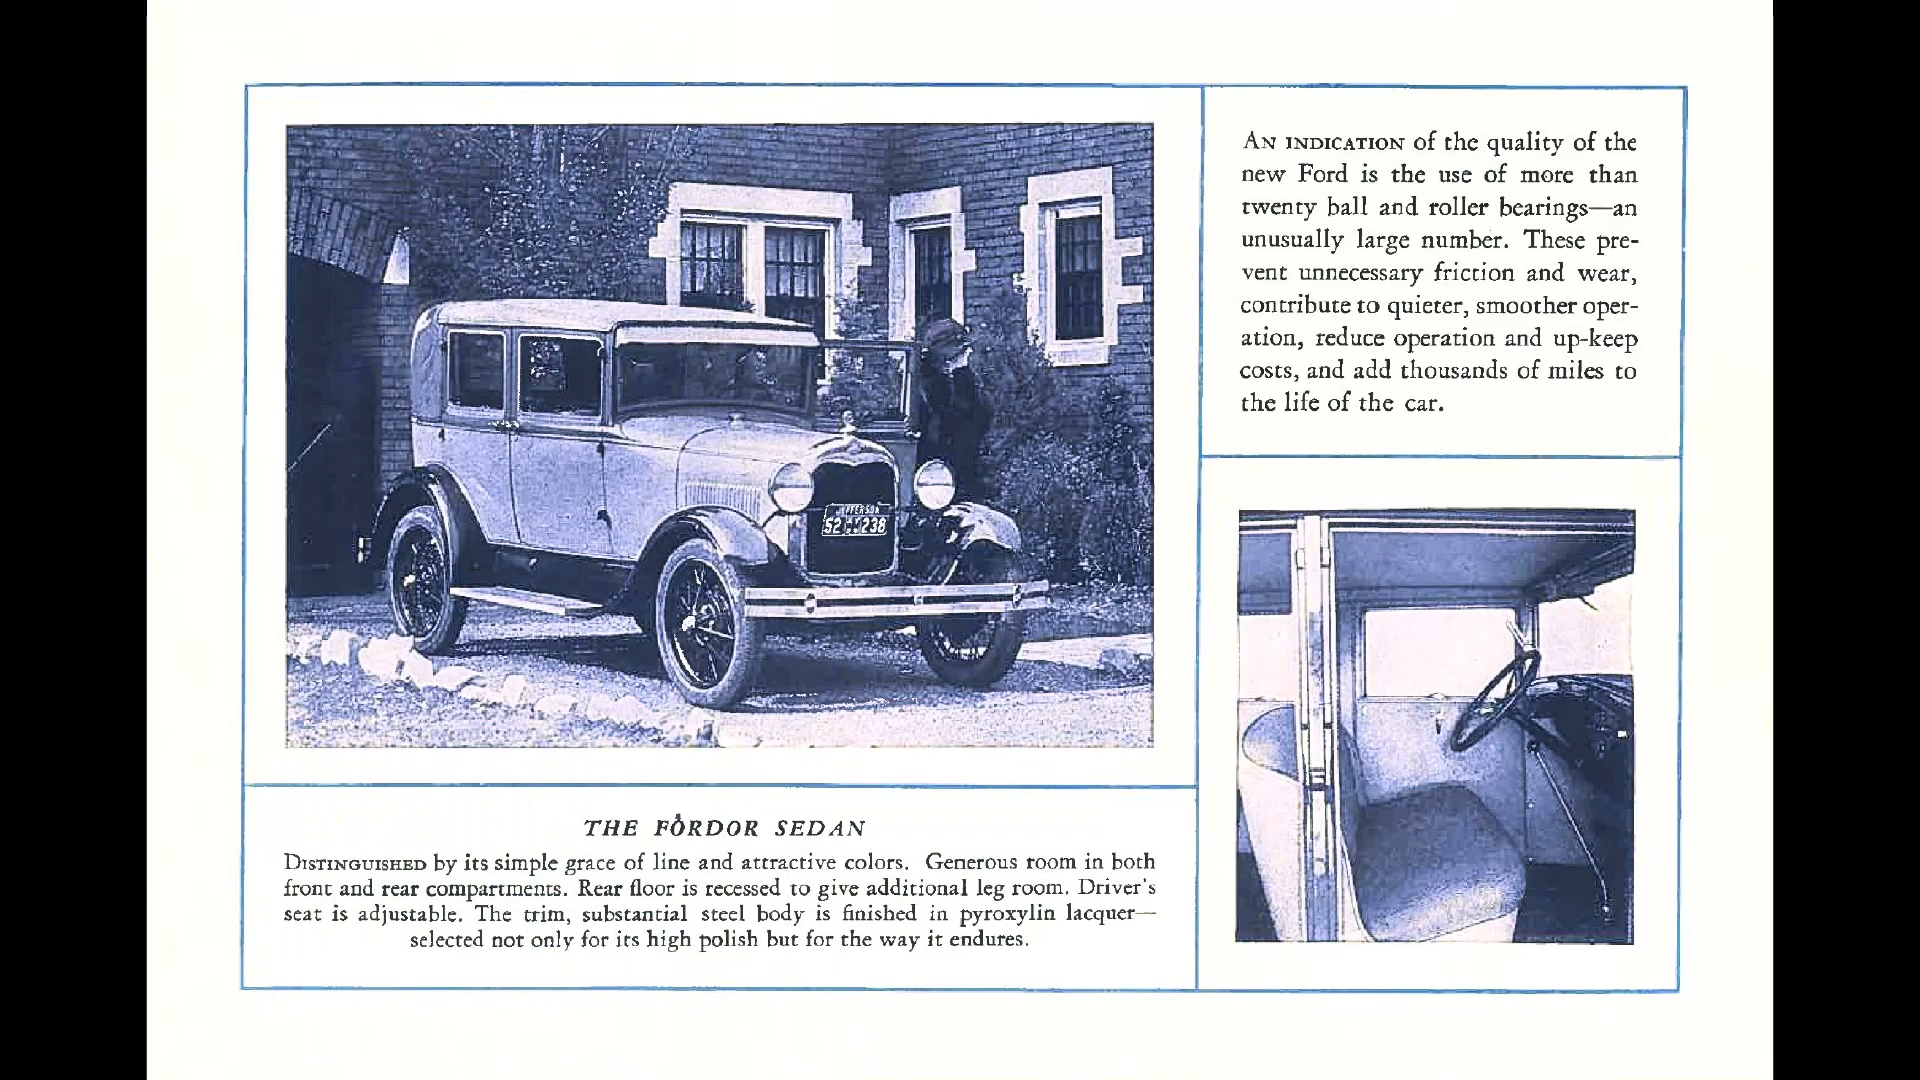 THE FORDOR SEDAN
DISTINGUISHED by its simple grace of line and attractive colors. Generous room in both
front and rear compartments. Rear floor is recessed to give additional leg room. Driver's
seat is adjustable. The trim, substantial steel body is finished in pyroxylin lacquer—
selected not only for its high polish but for the way it endures.
AN INDICATION of the quality of the
new Ford is the use of more than
twenty ball and roller bearings—an
unusually large number. These pre-
vent unnecessary friction and wear,
contribute to quieter, smoother oper-
ation, reduce operation and up-keep
costs, and add thousands of miles to
the life of the car.
JEFFERSON
52 238